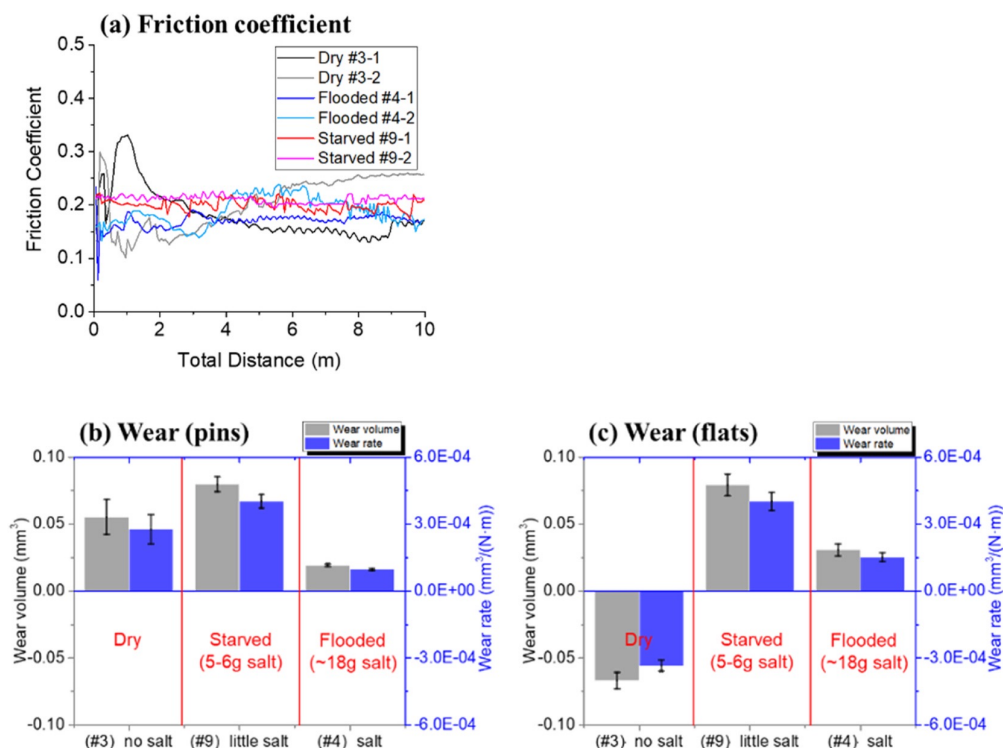 (a) Friction coefficient
Friction Coefficient
0.5
0.4
0.3
0.2
0.1
0.0
Dry #3-1
Dry #3-2
Flooded #4-1
Flooded #4-2
Starved #9-1
Starved #9-2
0 2 4 6 8 10
Total Distance (m)
(b) Wear (pins)
Wear volume
Wear rate
Wear volume (mm³)
0.10
0.05
0.00
-0.05
-0.10
Dry
Starved
(5-6g salt)
Flooded
(~18g salt)
6.0E-04
3.0E-04
0.0E+00
-3.0E-04
-6.0E-04
Wear rate (mm³/(N·m))
(#3} no salt
(#9} little salt
(#4} salt
(c) Wear (flats)
Wear volume
Wear rate
Wear volume (mm³)
0.10
0.05
0.00
-0.05
-0.10
Dry
Starved
(5-6g salt)
Flooded
(~18g salt)
6.0E-04
3.0E-04
0.0E+00
-3.0E-04
-6.0E-04
Wear rate (mm³/(N·m))
(#3} no salt
(#9} little salt
(#4} salt